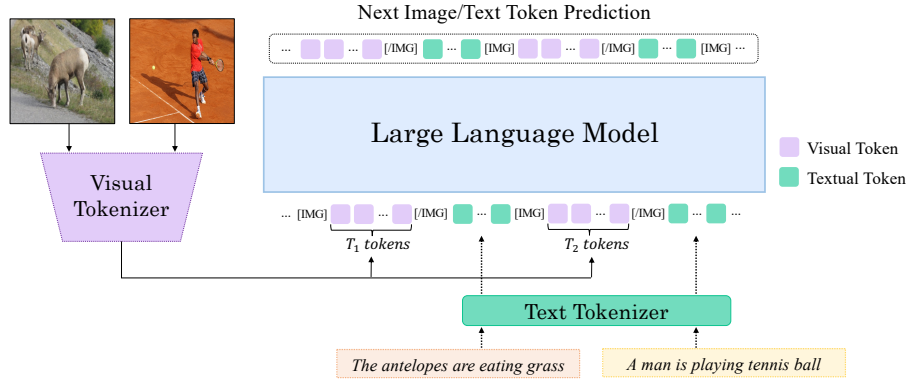 Next Image/Text Token Prediction
... ... [/IMG] ... [IMG] ... [/IMG] ... [IMG] ...
Large Language Model
Visual
Tokenizer
Visual Token
Textual Token
... [IMG] ... [/IMG] ... [IMG] ... [/IMG] ... ...
T₁ tokens
T₂ tokens
Text Tokenizer
The antelopes are eating grass
A man is playing tennis ball